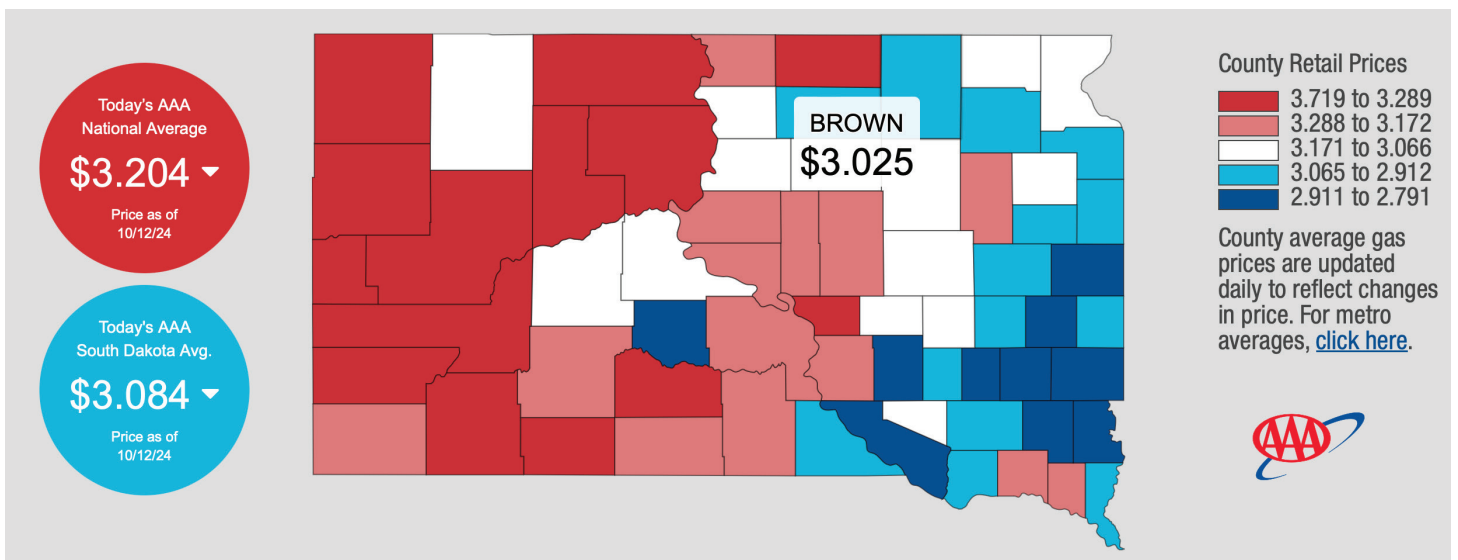 Today's AAA
National Average
$3.204
Price as of
10/12/24
Today's AAA
South Dakota Avg.
$3.084
Price as of
10/12/24
BROWN
$3.025
County Retail Prices
3.719 to 3.289
3.288 to 3.172
3.171 to 3.066
3.065 to 2.912
2.911 to 2.791
County average gas
prices are updated
daily to reflect changes
in price. For metro
averages, click here.
AAA